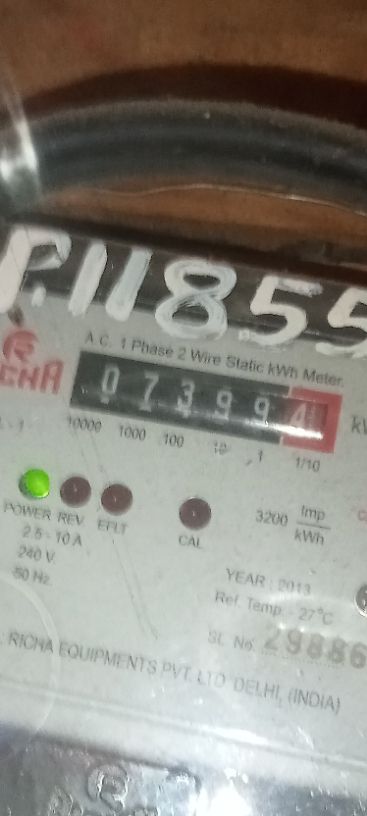 P.11855
A.C. 1 Phase 2 Wire Static kWh Meter.
R
CHA
0 7 3 9 9 4
10000 1000 100 10 1 1/10
POWER REV EFLT CAL
3200 Imp/kWh
2.5 - 10 A
240 V.
50 Hz.
YEAR : 2013
Ref. Temp. - 27°C
SL No. 29886
RICHA EQUIPMENTS PVT. LTD. DELHI, (INDIA)